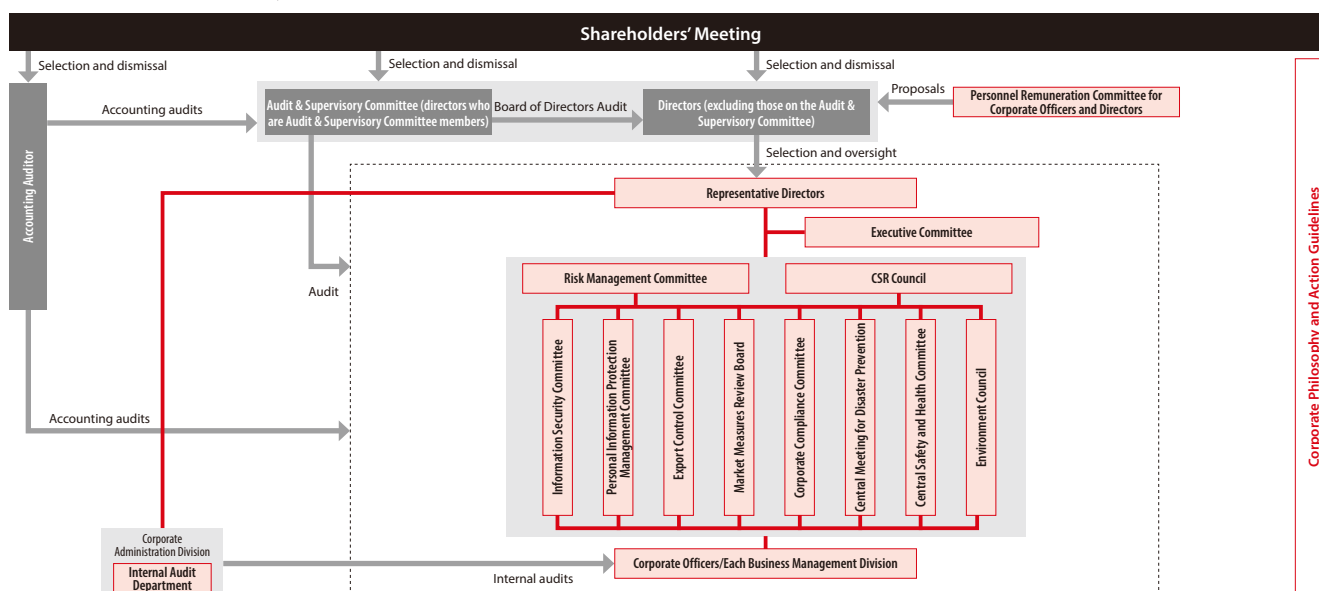 Shareholders' Meeting
Selection and dismissal
Selection and dismissal
Selection and dismissal
Accounting Auditor
Accounting audits
Audit & Supervisory Committee (directors who
are Audit & Supervisory Committee members)
Board of Directors Audit
Directors (excluding those on the Audit &
Supervisory Committee)
Proposals
Personnel Remuneration Committee for
Corporate Officers and Directors
Selection and oversight
Representative Directors
Executive Committee
Audit
Risk Management Committee
CSR Council
Information Security Committee
Personal Information Protection
Management Committee
Export Control Committee
Market Measures Review Board
Corporate Compliance Committee
Central Meeting for Disaster Prevention
Central Safety and Health Committee
Environment Council
Accounting audits
Corporate
Administration Division
Internal Audit
Department
Internal audits
Corporate Officers/Each Business Management Division
Corporate Philosophy and Action Guidelines